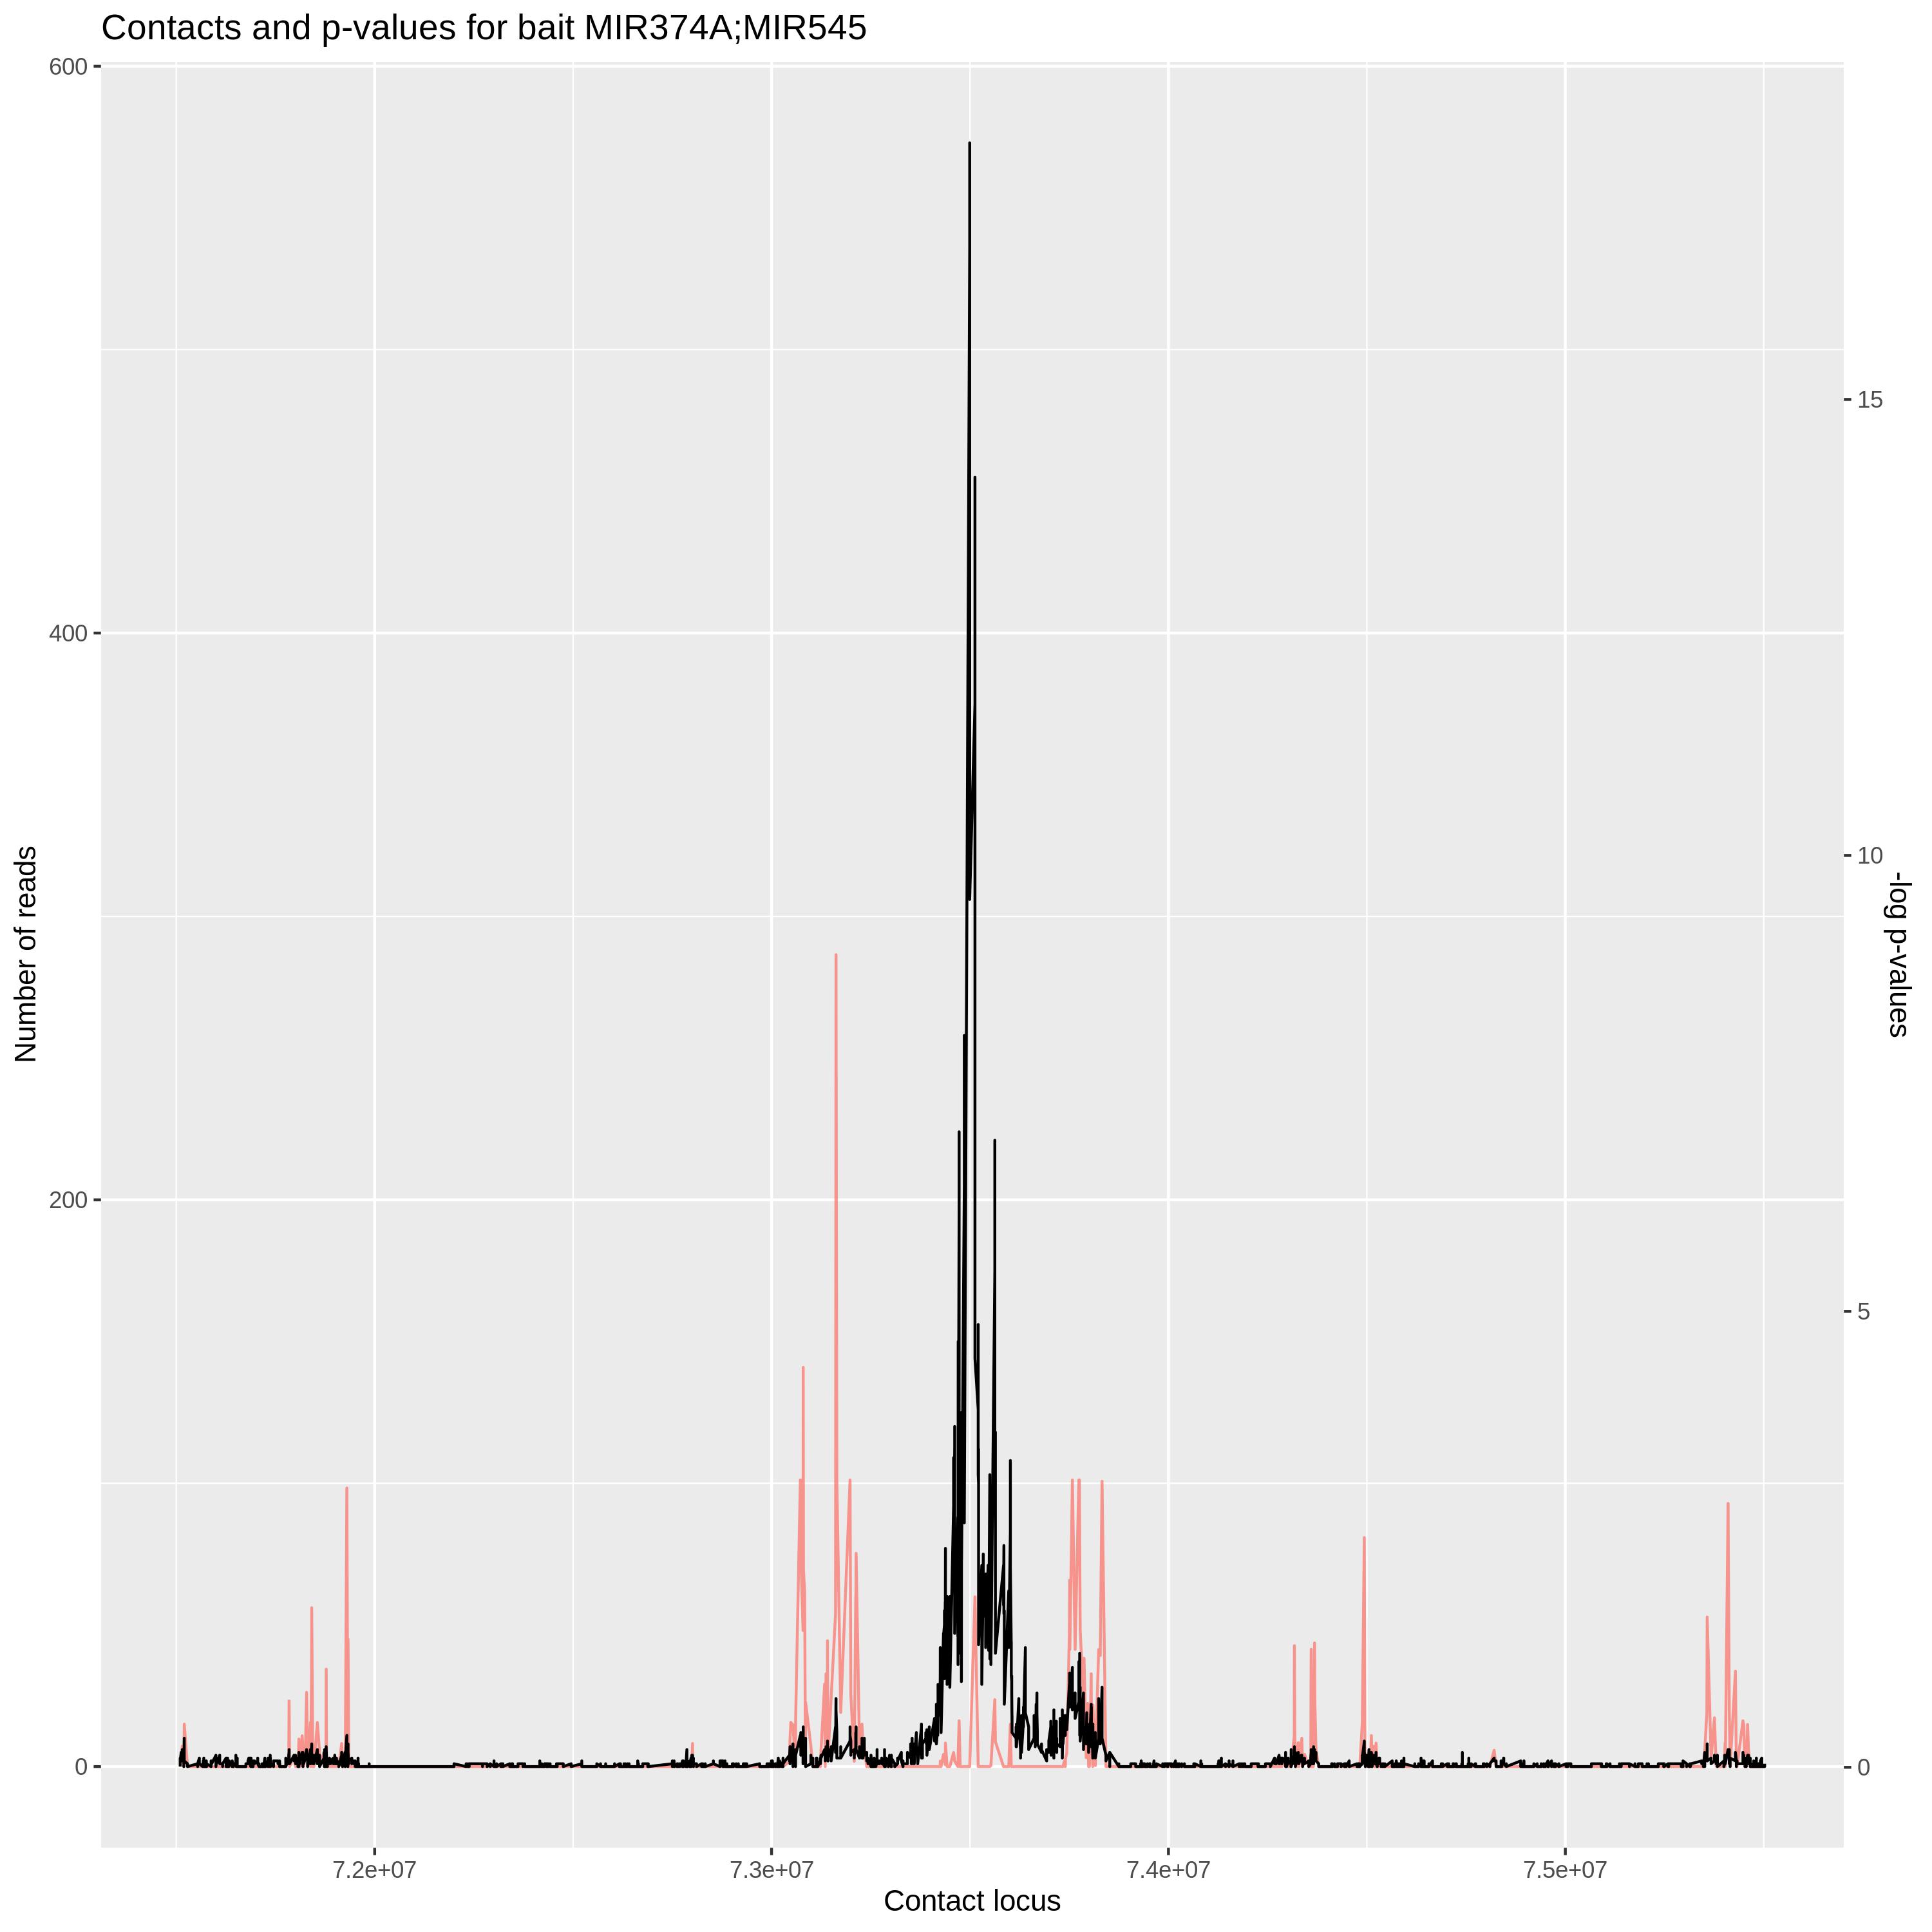 Contacts and p-values for bait MIR374A;MIR545
600
400
200
0
Number of reads
15
10
5
0
-log p-values
7.2e+07 7.3e+07 7.4e+07 7.5e+07
Contact locus